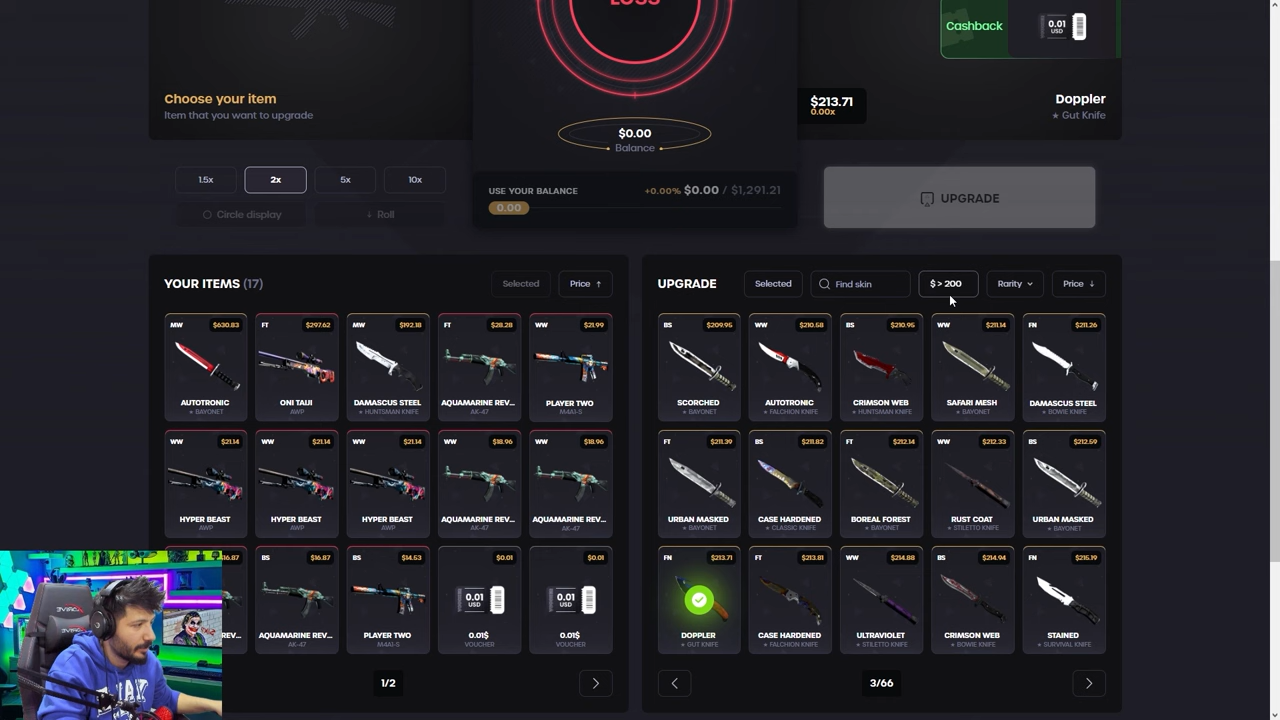 LOSS
Cashback
0.01
USD
Choose your item
Item that you want to upgrade
$213.71
0.00x
Doppler
★ Gut Knife
$0.00
Balance
1.5x
2x
5x
10x
USE YOUR BALANCE
+0.00% $0.00 / $1,291.21
0.00
UPGRADE
Circle display
↓ Roll
YOUR ITEMS (17)
Selected
Price ↑
UPGRADE
Selected
Find skin
$ > 200
Rarity
Price ↓
MW $630.83
AUTOTRONIC
★ BAYONET
FT $297.62
ONI TAIJI
AWP
MW $192.18
DAMASCUS STEEL
★ HUNTSMAN KNIFE
FT $28.28
AQUAMARINE REV...
AK-47
WW $21.99
PLAYER TWO
M4A1-S
BS $209.95
SCORCHED
★ BAYONET
WW $210.58
AUTOTRONIC
★ FALCHION KNIFE
BS $210.95
CRIMSON WEB
★ HUNTSMAN KNIFE
WW $211.14
SAFARI MESH
★ BAYONET
FN $211.26
DAMASCUS STEEL
★ BOWIE KNIFE
WW $21.14
HYPER BEAST
AWP
WW $21.14
HYPER BEAST
AWP
WW $21.14
HYPER BEAST
AWP
WW $18.96
AQUAMARINE REV...
AK-47
WW $18.96
AQUAMARINE REV...
AK-47
FT $211.39
URBAN MASKED
★ BAYONET
BS $211.82
CASE HARDENED
★ CLASSIC KNIFE
FT $212.14
BOREAL FOREST
★ BAYONET
WW $212.33
RUST COAT
★ STILETTO KNIFE
BS $212.59
URBAN MASKED
★ BAYONET
16.87
REV...
BS $16.87
AQUAMARINE REV...
AK-47
BS $14.53
PLAYER TWO
M4A1-S
$0.01
0.01
USD
0.01$
VOUCHER
$0.01
0.01
USD
0.01$
VOUCHER
FN $213.71
DOPPLER
★ GUT KNIFE
FT $213.81
CASE HARDENED
★ FALCHION KNIFE
WW $214.88
ULTRAVIOLET
★ STILETTO KNIFE
BS $214.94
CRIMSON WEB
★ BOWIE KNIFE
FN $215.19
STAINED
★ SURVIVAL KNIFE
1/2
3/66